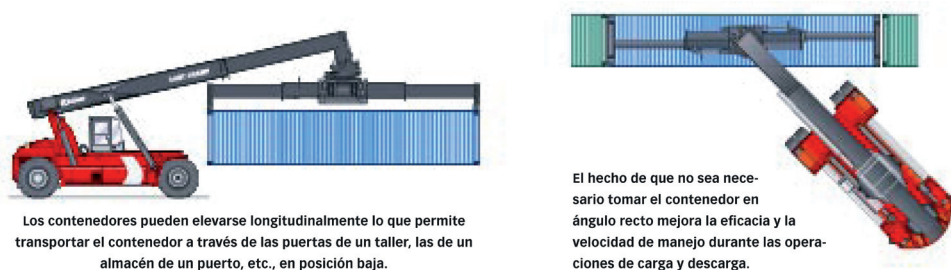 Los contenedores pueden elevarse longitudinalmente lo que permite
transportar el contenedor a través de las puertas de un taller, las de un
almacén de un puerto, etc., en posición baja.
El hecho de que no sea nece-
sario tomar el contenedor en
ángulo recto mejora la eficacia y la
velocidad de manejo durante las opera-
ciones de carga y descarga.